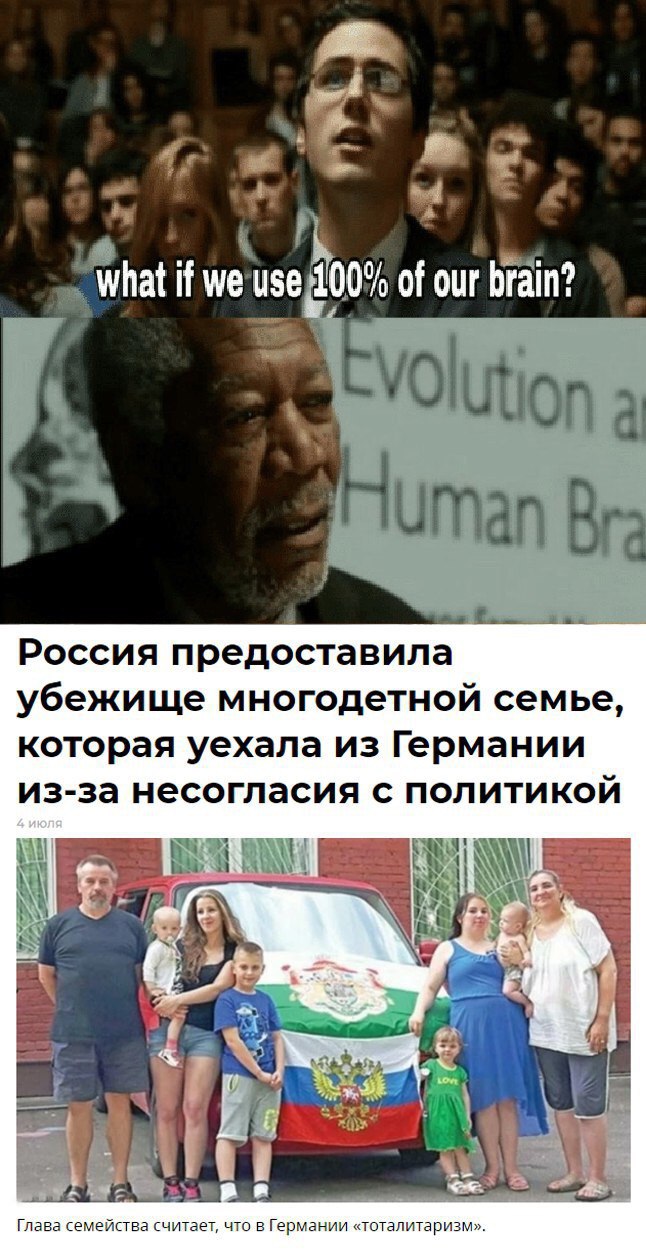 what if we use 100% of our brain?
Evolution
Human
Россия предоставила
убежище многодетной семье,
которая уехала из Германии
из-за несогласия с политикой
4 июля
LOVE
Глава семейства считает, что в Германии «тоталитаризм».